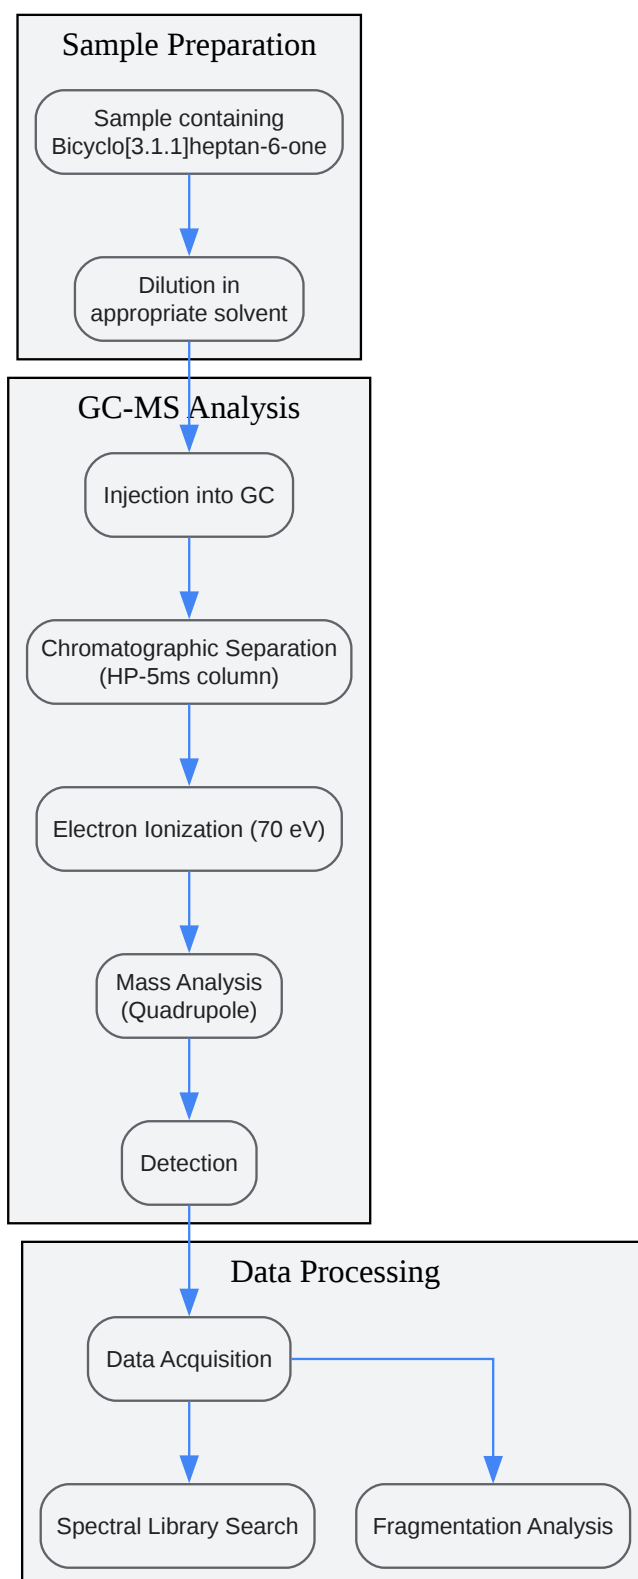 Sample Preparation
Sample containing
Bicyclo[3.1.1]heptan-6-one
Dilution in
appropriate solvent
GC-MS Analysis
Injection into GC
Chromatographic Separation
(HP-5ms column)
Electron Ionization (70 eV)
Mass Analysis
(Quadrupole)
Detection
Data Processing
Data Acquisition
Spectral Library Search
Fragmentation Analysis